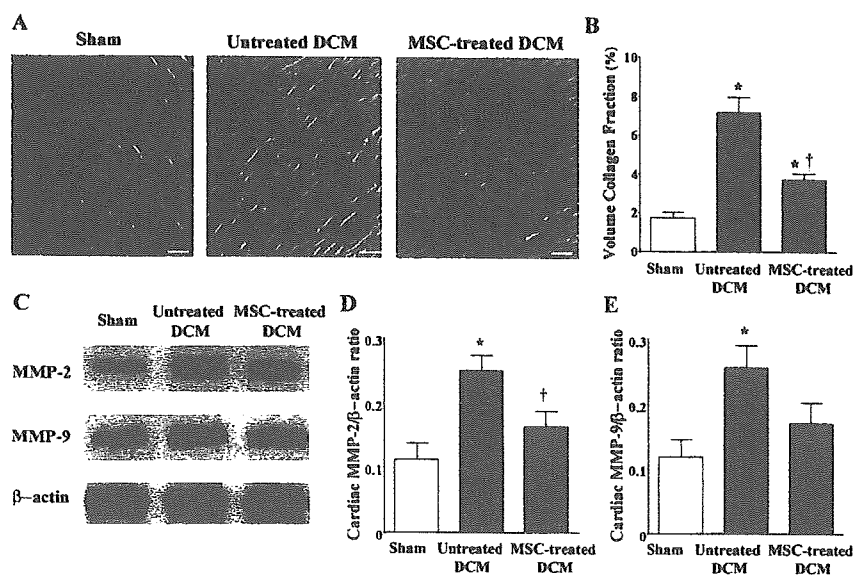 A
Sham
Untreated DCM
MSC-treated DCM
B
Volume Collagen Fraction (%)
10
8
6
4
2
0
*
* †
Sham
Untreated
DCM
MSC-treated
DCM
C
Sham
Untreated
DCM
MSC-treated
DCM
MMP-2
MMP-9
β-actin
D
Cardiac MMP-2/β-actin ratio
0.3
0.2
0.1
0
*
†
Sham
Untreated
DCM
MSC-treated
DCM
E
Cardiac MMP-9/β-actin ratio
0.3
0.2
0.1
0
*
Sham
Untreated
DCM
MSC-treated
DCM